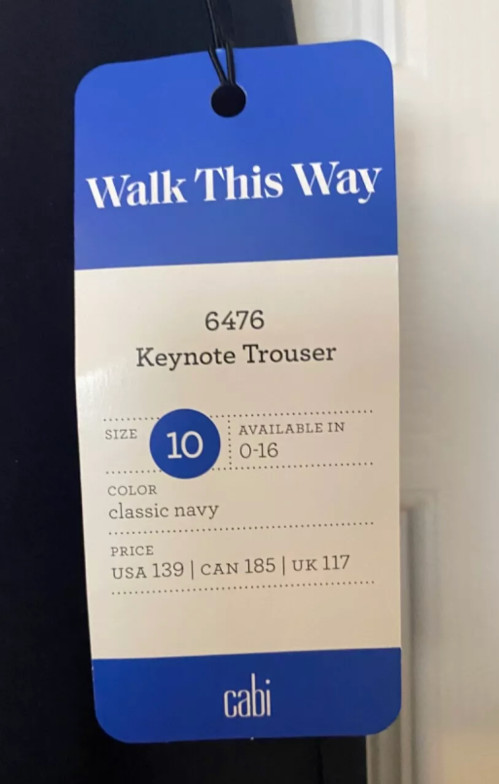 Walk This Way
6476
Keynote Trouser
SIZE
10
AVAILABLE IN
0-16
COLOR
classic navy
PRICE
USA 139 | CAN 185 | UK 117
cabi